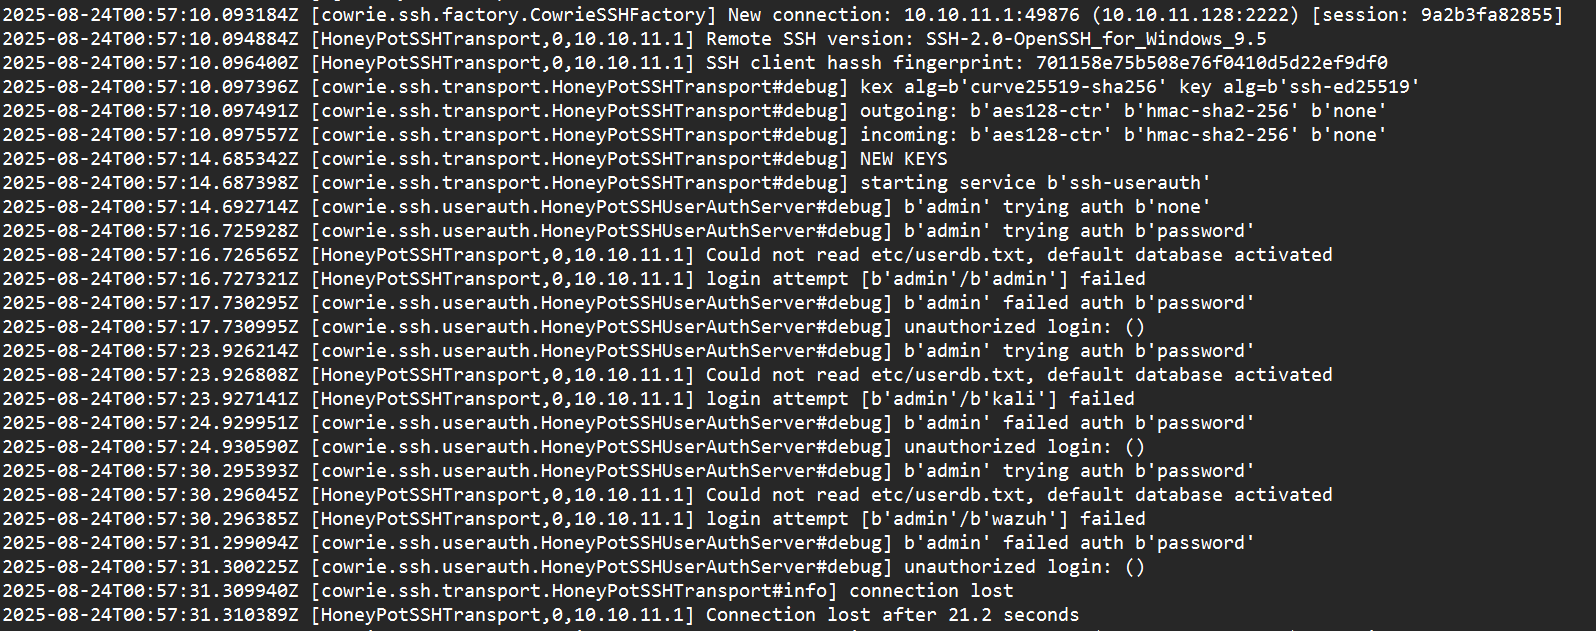 2025-08-24T00:57:10.093184Z [cowrie.ssh.factory.CowrieSSHFactory] New connection: 10.10.11.1:49876 (10.10.11.128:2222) [session: 9a2b3fa82855]
2025-08-24T00:57:10.094884Z [HoneyPotSSHTransport,0,10.10.11.1] Remote SSH version: SSH-2.0-OpenSSH_for_Windows_9.5
2025-08-24T00:57:10.096400Z [HoneyPotSSHTransport,0,10.10.11.1] SSH client hassh fingerprint: 701158e75b508e76f0410d5d22ef9df0
2025-08-24T00:57:10.097396Z [cowrie.ssh.transport.HoneyPotSSHTransport#debug] kex alg=b'curve25519-sha256' key alg=b'ssh-ed25519'
2025-08-24T00:57:10.097491Z [cowrie.ssh.transport.HoneyPotSSHTransport#debug] outgoing: b'aes128-ctr' b'hmac-sha2-256' b'none'
2025-08-24T00:57:10.097557Z [cowrie.ssh.transport.HoneyPotSSHTransport#debug] incoming: b'aes128-ctr' b'hmac-sha2-256' b'none'
2025-08-24T00:57:14.685342Z [cowrie.ssh.transport.HoneyPotSSHTransport#debug] NEW KEYS
2025-08-24T00:57:14.687398Z [cowrie.ssh.transport.HoneyPotSSHTransport#debug] starting service b'ssh-userauth'
2025-08-24T00:57:14.692714Z [cowrie.ssh.userauth.HoneyPotSSHUserAuthServer#debug] b'admin' trying auth b'none'
2025-08-24T00:57:16.725928Z [cowrie.ssh.userauth.HoneyPotSSHUserAuthServer#debug] b'admin' trying auth b'password'
2025-08-24T00:57:16.726565Z [HoneyPotSSHTransport,0,10.10.11.1] Could not read etc/userdb.txt, default database activated
2025-08-24T00:57:16.727321Z [HoneyPotSSHTransport,0,10.10.11.1] login attempt [b'admin'/b'admin'] failed
2025-08-24T00:57:17.730295Z [cowrie.ssh.userauth.HoneyPotSSHUserAuthServer#debug] b'admin' failed auth b'password'
2025-08-24T00:57:17.730995Z [cowrie.ssh.userauth.HoneyPotSSHUserAuthServer#debug] unauthorized login: ()
2025-08-24T00:57:23.926214Z [cowrie.ssh.userauth.HoneyPotSSHUserAuthServer#debug] b'admin' trying auth b'password'
2025-08-24T00:57:23.926808Z [HoneyPotSSHTransport,0,10.10.11.1] Could not read etc/userdb.txt, default database activated
2025-08-24T00:57:23.927141Z [HoneyPotSSHTransport,0,10.10.11.1] login attempt [b'admin'/b'kali'] failed
2025-08-24T00:57:24.929951Z [cowrie.ssh.userauth.HoneyPotSSHUserAuthServer#debug] b'admin' failed auth b'password'
2025-08-24T00:57:24.930590Z [cowrie.ssh.userauth.HoneyPotSSHUserAuthServer#debug] unauthorized login: ()
2025-08-24T00:57:30.295393Z [cowrie.ssh.userauth.HoneyPotSSHUserAuthServer#debug] b'admin' trying auth b'password'
2025-08-24T00:57:30.296045Z [HoneyPotSSHTransport,0,10.10.11.1] Could not read etc/userdb.txt, default database activated
2025-08-24T00:57:30.296385Z [HoneyPotSSHTransport,0,10.10.11.1] login attempt [b'admin'/b'wazuh'] failed
2025-08-24T00:57:31.299094Z [cowrie.ssh.userauth.HoneyPotSSHUserAuthServer#debug] b'admin' failed auth b'password'
2025-08-24T00:57:31.300225Z [cowrie.ssh.userauth.HoneyPotSSHUserAuthServer#debug] unauthorized login: ()
2025-08-24T00:57:31.309940Z [cowrie.ssh.transport.HoneyPotSSHTransport#info] connection lost
2025-08-24T00:57:31.310389Z [HoneyPotSSHTransport,0,10.10.11.1] Connection lost after 21.2 seconds